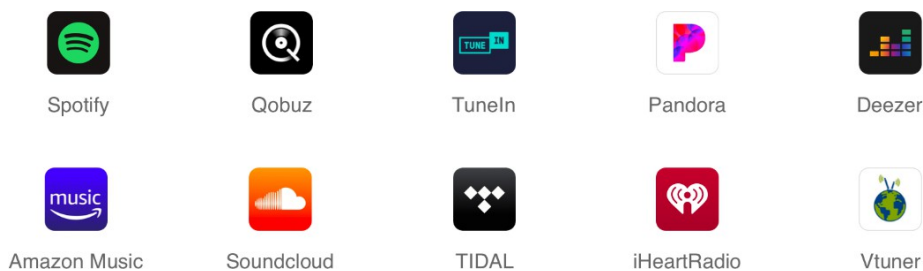 TUNE IN
Spotify Qobuz TuneIn Pandora Deezer
music
Amazon Music Soundcloud TIDAL iHeartRadio Vtuner